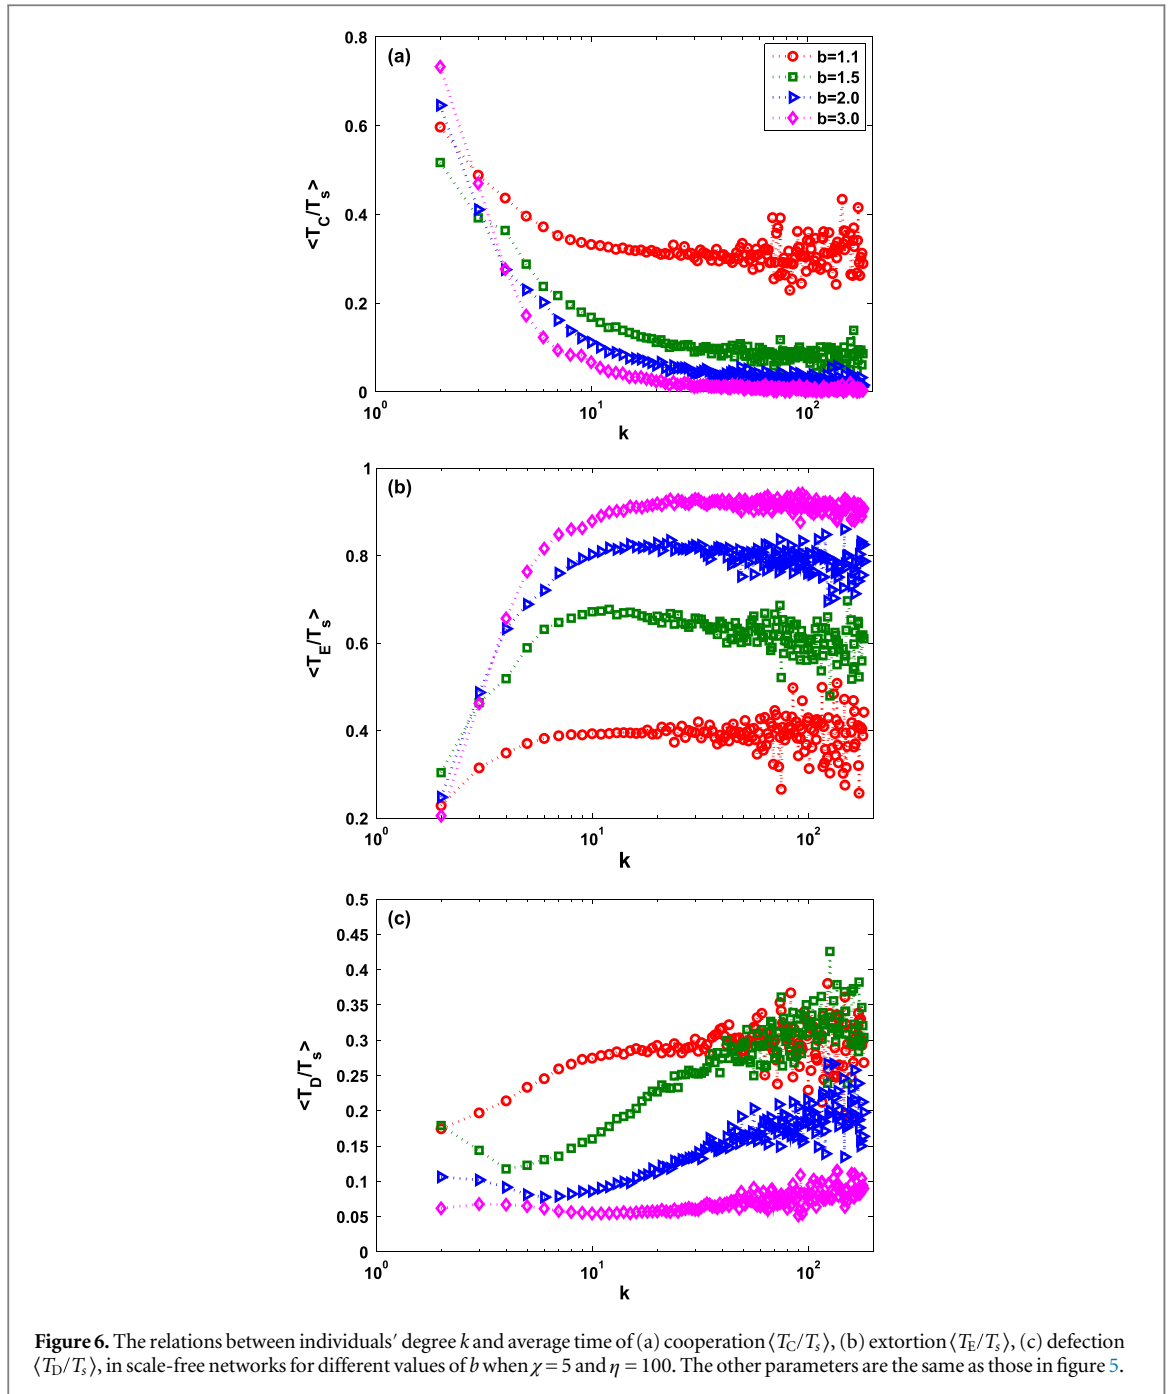 (a)
b=1.1
b=1.5
b=2.0
b=3.0
0.8
0.6
0.4
0.2
0
<T_C/T_s>
10^0
10^1
10^2
k
(b)
1
0.8
0.6
0.4
0.2
<T_E/T_s>
10^0
10^1
10^2
k
(c)
0.5
0.45
0.4
0.35
0.3
0.25
0.2
0.15
0.1
0.05
0
<T_D/T_s>
10^0
10^1
10^2
k
Figure 6. The relations between individuals' degree k and average time of (a) cooperation ⟨T_C/T_s⟩, (b) extortion ⟨T_E/T_s⟩, (c) defection
⟨T_D/T_s⟩, in scale-free networks for different values of b when χ = 5 and η = 100. The other parameters are the same as those in figure 5.